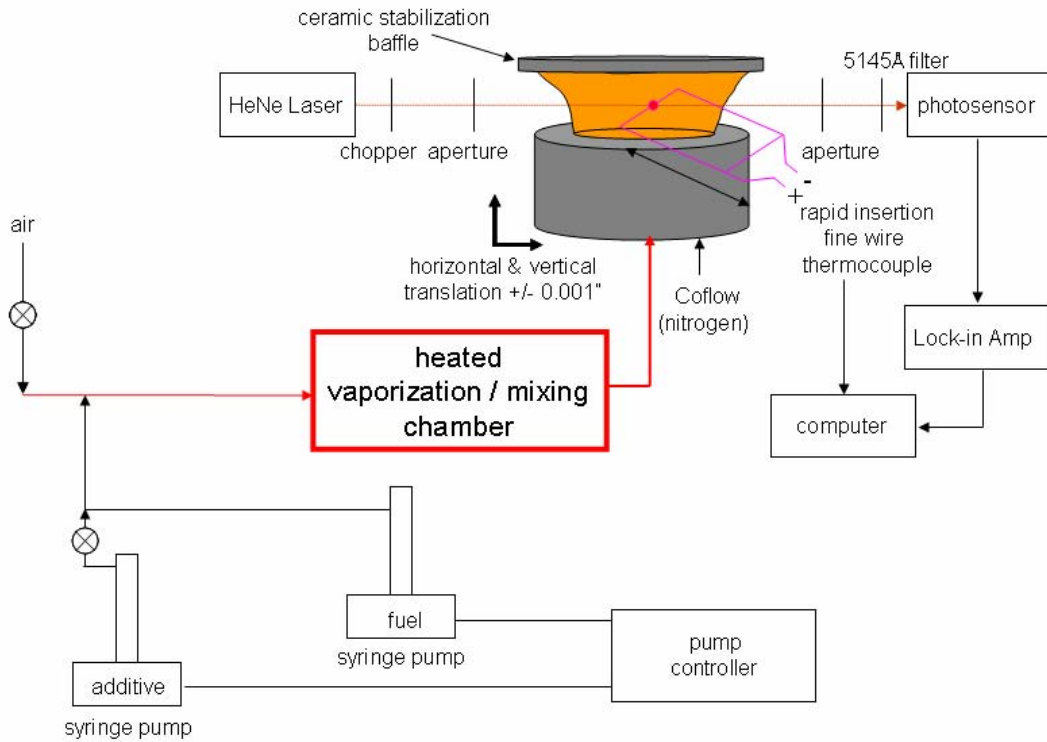 ceramic stabilization
baffle
5145Å filter
HeNe Laser
photosensor
chopper
aperture
aperture
+
-
air
horizontal & vertical
translation +/- 0.001"
Coflow
(nitrogen)
rapid insertion
fine wire
thermocouple
Lock-in Amp
heated
vaporization / mixing
chamber
computer
fuel
syringe pump
pump
controller
additive
syringe pump